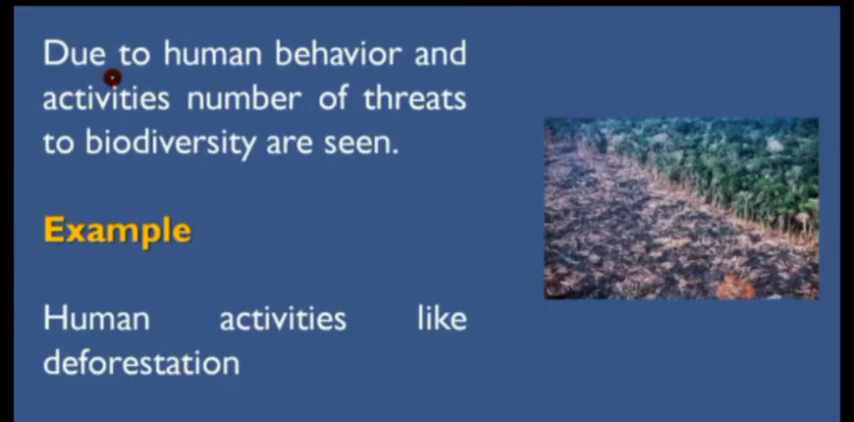 Due to human behavior and
activities number of threats
to biodiversity are seen.
Example
Human activities like
deforestation